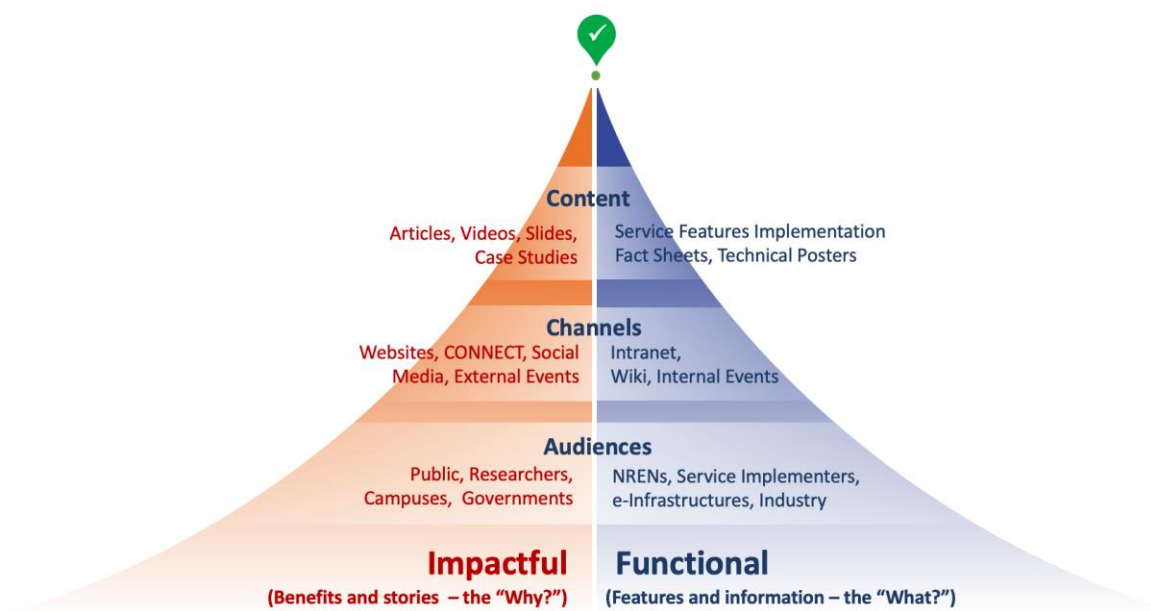 Content
Articles, Videos, Slides,
Case Studies
Service Features Implementation
Fact Sheets, Technical Posters
Channels
Websites, CONNECT, Social
Media, External Events
Intranet,
Wiki, Internal Events
Audiences
Public, Researchers,
Campuses, Governments
NRENs, Service Implementers,
e-Infrastructures, Industry
Impactful
(Benefits and stories – the “Why?”)
Functional
(Features and information – the “What?”)